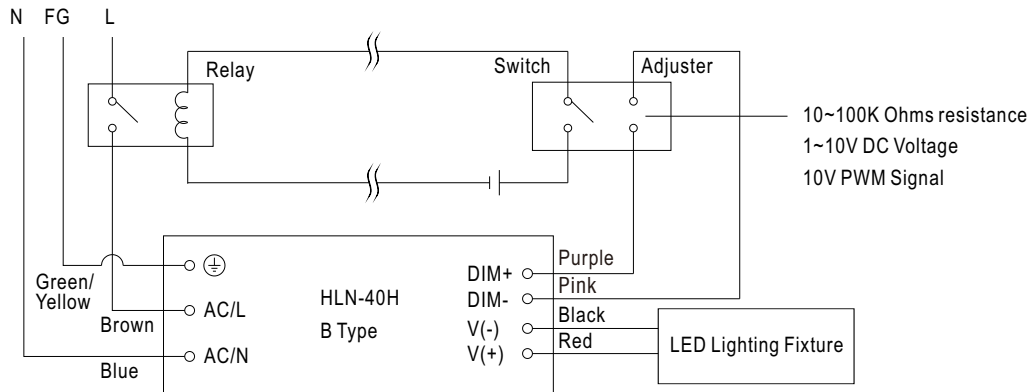 N FG L
Relay
Switch
Adjuster
10~100K Ohms resistance
1~10V DC Voltage
10V PWM Signal
Green/
Yellow
Brown
Blue
AC/L
AC/N
HLN-40H
B Type
DIM+
DIM-
V(-)
V(+)
Purple
Pink
Black
Red
LED Lighting Fixture